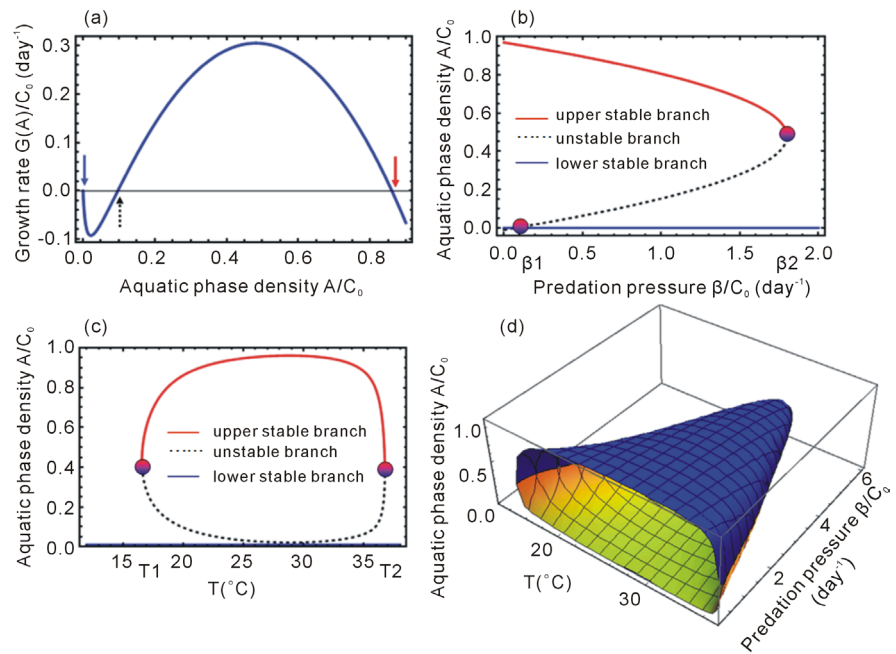 (a)
Growth rate G(A)/C₀ (day⁻¹)
0.3
0.2
0.1
0.0
-0.1
0.0 0.2 0.4 0.6 0.8
Aquatic phase density A/C₀
(b)
Aquatic phase density A/C₀
1.0
0.8
0.6
0.4
0.2
0.0
upper stable branch
unstable branch
lower stable branch
0.0 0.5 1.0 1.5 2.0
β1 β2
Predation pressure β/C₀ (day⁻¹)
(c)
Aquatic phase density A/C₀
1.0
0.8
0.6
0.4
0.2
0.0
upper stable branch
unstable branch
lower stable branch
15 20 25 30 35
T1 T2
T(°C)
(d)
Aquatic phase density A/C₀
1.0
0.5
0.0
20
30
T(°C)
2
4
6
Predation pressure β/C₀
(day⁻¹)